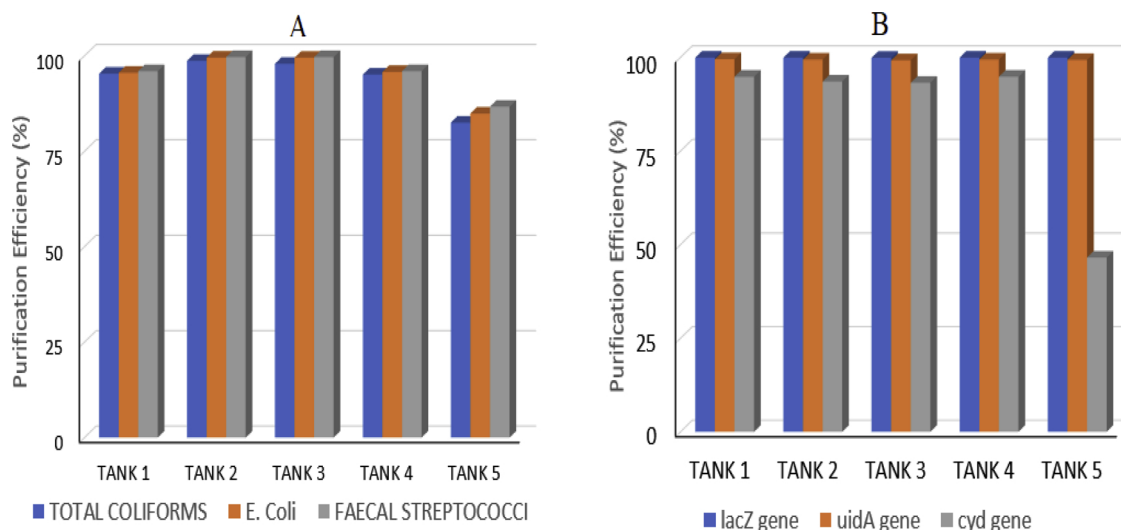 A
Purification Efficiency (%)
100
75
50
25
0
TANK 1 TANK 2 TANK 3 TANK 4 TANK 5
TOTAL COLIFORMS E. Coli FAECAL STREPTOCOCCI
B
Purification Efficiency (%)
100
75
50
25
0
TANK 1 TANK 2 TANK 3 TANK 4 TANK 5
lacZ gene uidA gene cyd gene